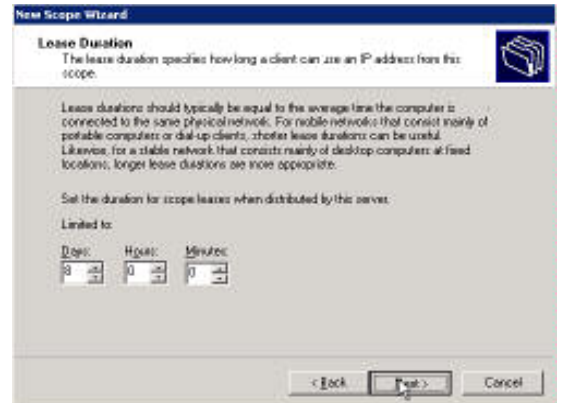 New Scope Wizard
Lease Duration
The lease duration specifies how long a client can use an IP address from this
scope.
Lease durations should typically be equal to the average time the computer is
connected to the same physical network. For mobile networks that consist mainly of
portable computers or dial-up clients, shorter lease durations can be useful.
Likewise, for a stable network that consists mainly of desktop computers at fixed
locations, longer lease durations are more appropriate.
Set the duration for scope leases when distributed by this server.
Limited to:
Days: Hours: Minutes:
8 0 0
< Back Next > Cancel